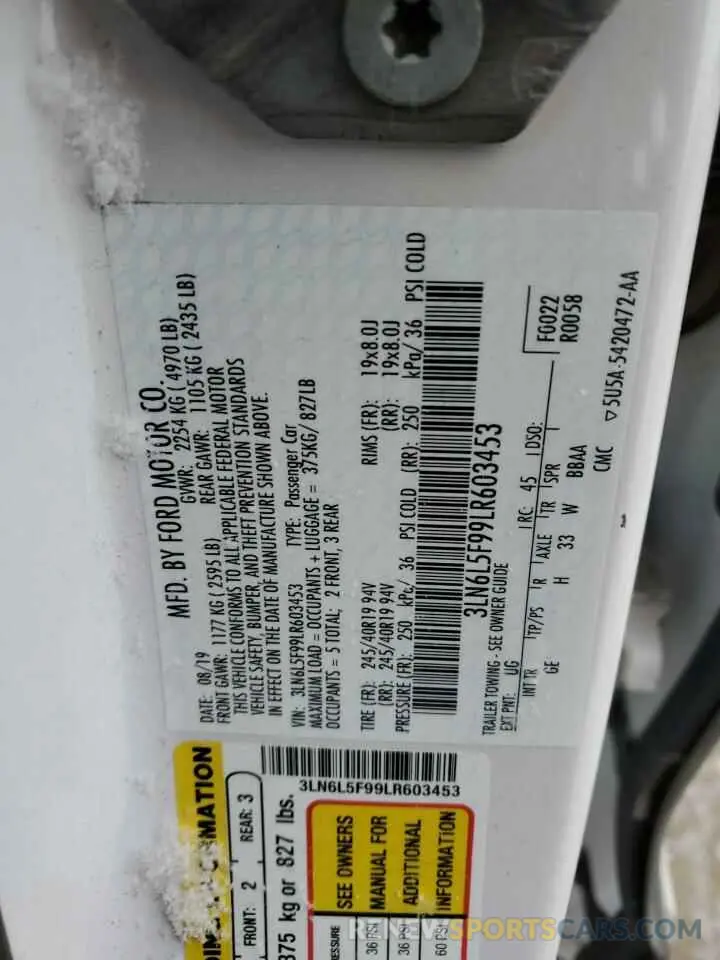 MFD. BY FORD MOTOR CO.
DATE: 08/19 GVWR: 2254 KG ( 4970 LB)
FRONT GAWR: 1177 KG ( 2595 LB) REAR GAWR: 1105 KG ( 2435 LB)
THIS VEHICLE CONFORMS TO ALL APPLICABLE FEDERAL MOTOR
VEHICLE SAFETY, BUMPER, AND THEFT PREVENTION STANDARDS
IN EFFECT ON THE DATE OF MANUFACTURE SHOWN ABOVE.
VIN: 3LN6L5F99LR603453 TYPE: Passenger Car
MAXIMUM LOAD = OCCUPANTS + LUGGAGE = 375KG/ 827LB
OCCUPANTS = 5 TOTAL; 2 FRONT, 3 REAR
TIRE (FR): 245/40R19 94V RIMS (FR): 19x8.0J
(RR): 245/40R19 94V (RR): 19x8.0J
PRESSURE (FR): 250 kPa/ 36 PSI COLD (RR): 250 kPa/ 36 PSI COLD
3LN6L5F99LR603453
TRAILER TOWING - SEE OWNER GUIDE
EXT PNT: UG RC: 45 DSO: FG022
R0058
INT TR TP/PS R AXLE TR SPR
GE H 33 W BBAA
CMC ▽5U5A-5420472-AA
3LN6L5F99LR603453
FRONT: 2 REAR: 3
375 kg or 827 lbs.
SEE OWNERS
MANUAL FOR
ADDITIONAL
INFORMATION
36 PSI
36 PSI
60 PSI
RENEWSPORTSCARS.COM